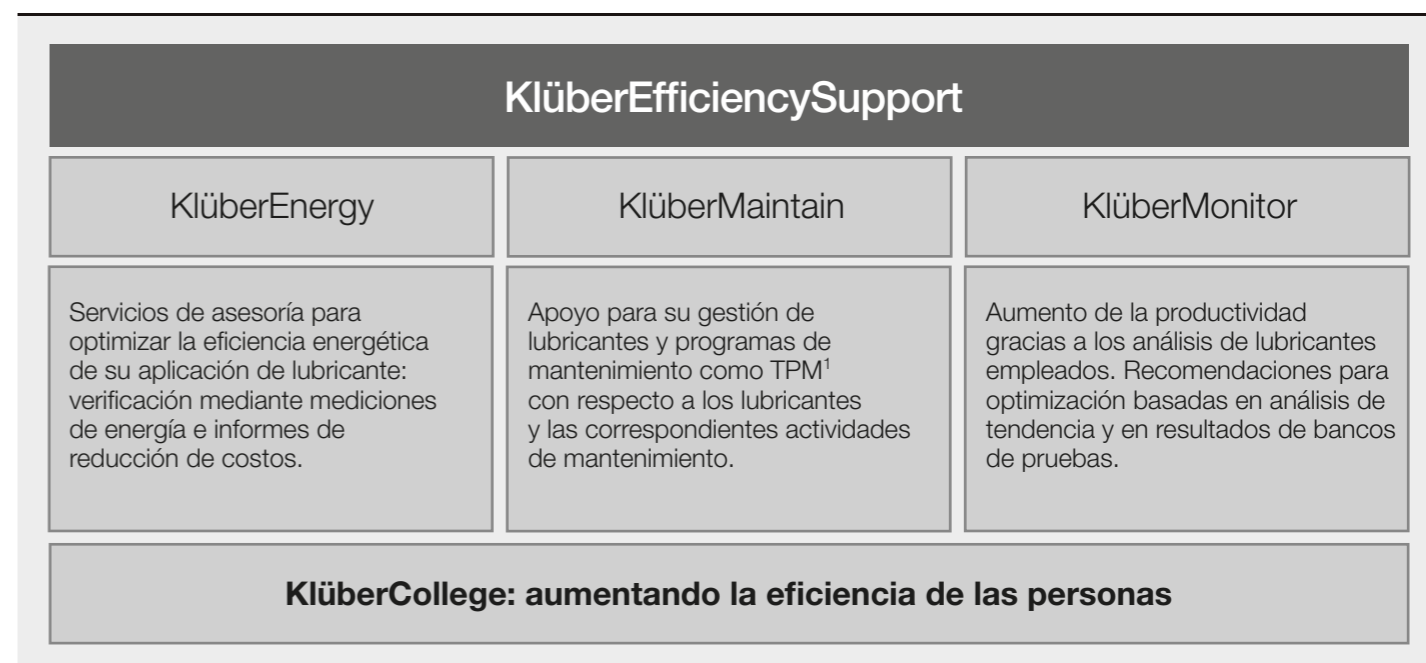 KlüberEfficiencySupport
KlüberEnergy
Servicios de asesoría para
optimizar la eficiencia energética
de su aplicación de lubricante:
verificación mediante mediciones
de energía e informes de
reducción de costos.
KlüberMaintain
Apoyo para su gestión de
lubricantes y programas de
mantenimiento como TPM¹
con respecto a los lubricantes
y las correspondientes actividades
de mantenimiento.
KlüberMonitor
Aumento de la productividad
gracias a los análisis de lubricantes
empleados. Recomendaciones para
optimización basadas en análisis de
tendencia y en resultados de bancos
de pruebas.
KlüberCollege: aumentando la eficiencia de las personas